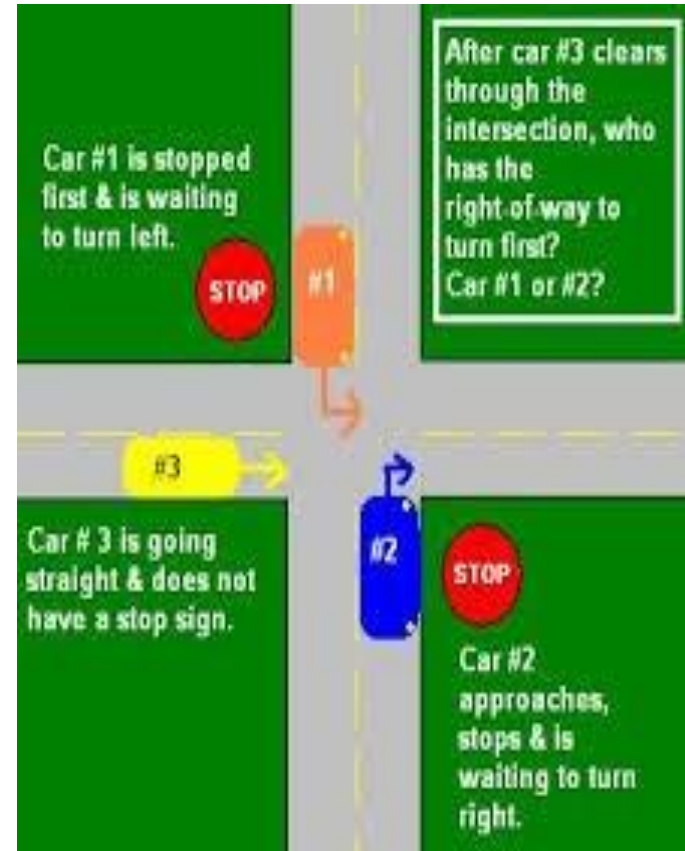 After car #3 clears
through the
intersection, who
has the
right-of-way to
turn first?
Car #1 or #2?
Car #1 is stopped
first & is waiting
to turn left.
STOP
#1
#3
Car # 3 is going
straight & does not
have a stop sign.
#2
STOP
Car #2
approaches,
stops & is
waiting to turn
right.